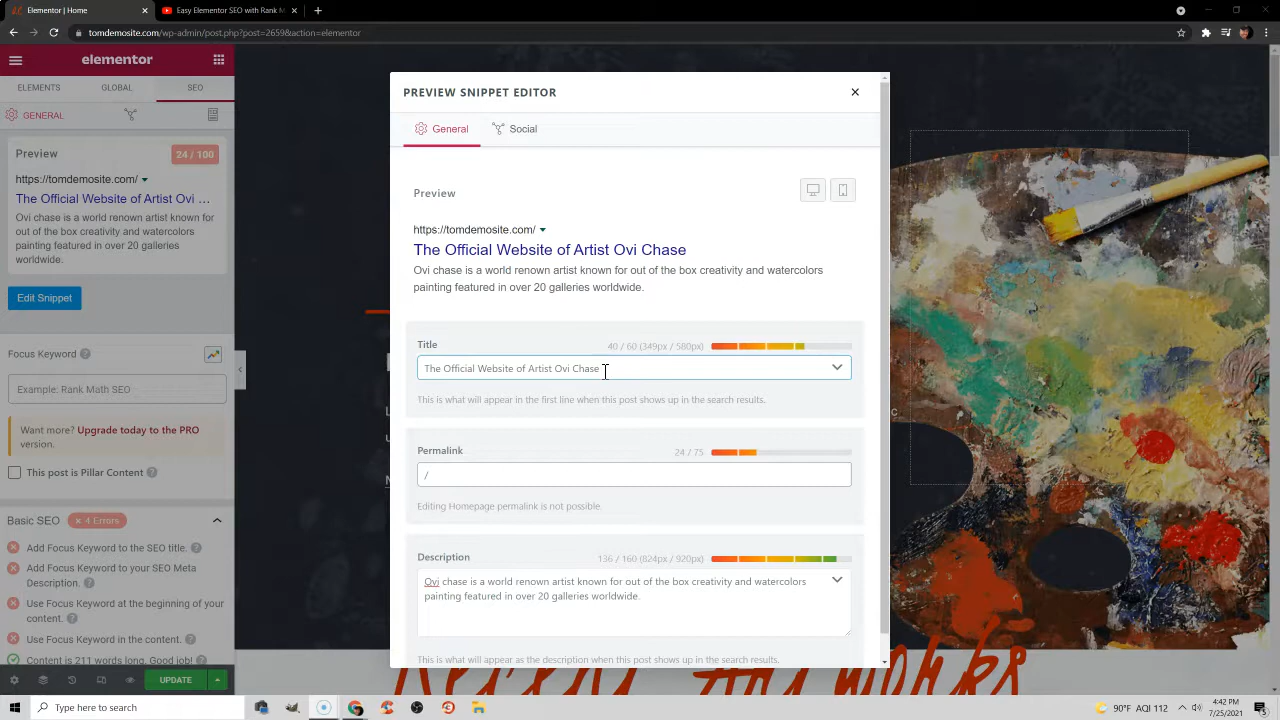 Elementor | Home
Easy Elementor SEO with Rank M
tomdemosite.com/wp-admin/post.php?post=2659&action=elementor
elementor
ELEMENTS
GLOBAL
SEO
GENERAL
Preview
24 / 100
https://tomdemosite.com/
The Official Website of Artist Ovi ...
Ovi chase is a world renown artist
known for out of the box
creativity and watercolors
painting featured in over 20 galleries
worldwide.
Edit Snippet
Focus Keyword
Example: Rank Math SEO
Want more? Upgrade today to the PRO
version.
This post is Pillar Content
Basic SEO
× 4 Errors
Add Focus Keyword to the SEO title.
Add Focus Keyword to your SEO Meta
Description.
Use Focus Keyword at the beginning of your
content.
Use Focus Keyword in the content.
Content is 211 words long. Good job!
UPDATE
PREVIEW SNIPPET EDITOR
General
Social
Preview
https://tomdemosite.com/
The Official Website of Artist Ovi Chase
Ovi chase is a world renown artist known for out of the box creativity and watercolors
painting featured in over 20 galleries worldwide.
Title
40 / 60 (349px / 580px)
The Official Website of Artist Ovi Chase
This is what will appear in the first line when this post shows up in the search results.
Permalink
24 / 75
/
Editing Homepage permalink is not possible.
Description
136 / 160 (824px / 920px)
Ovi chase is a world renown artist known for out of the box creativity and watercolors
painting featured in over 20 galleries worldwide.
This is what will appear as the description when this post shows up in the search results.
Type here to search
90°F AQI 112
4:42 PM
7/25/2021